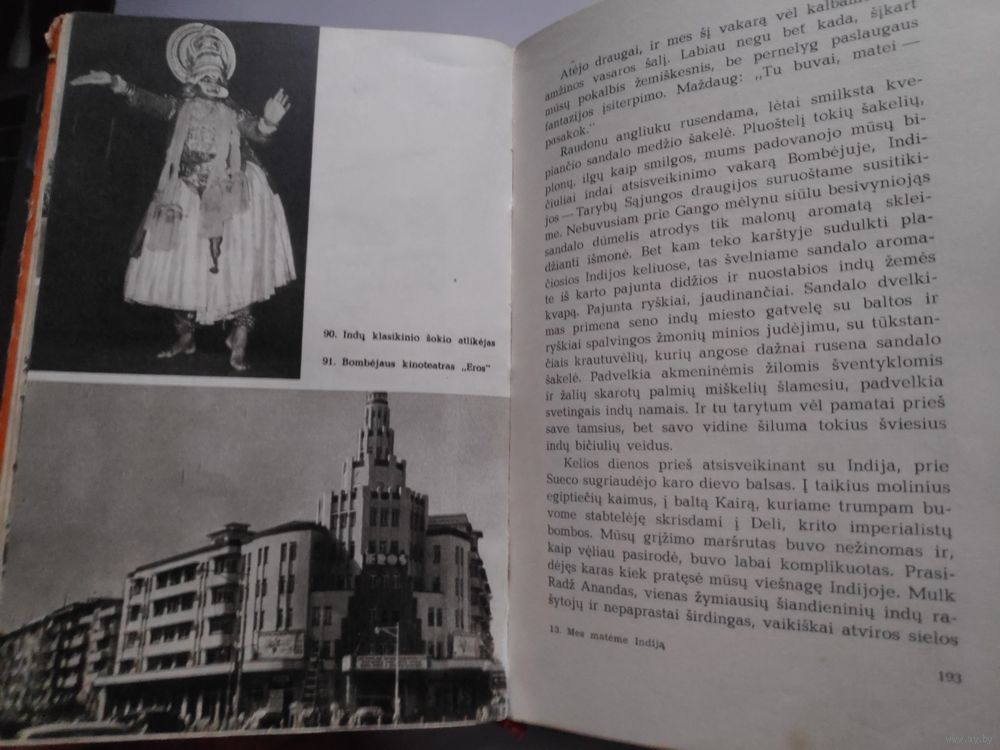 90. Indų klasikinio šokio atlikėjas
91. Bombėjaus kinoteatras „Eros"
EROS
Atėjo draugai, ir mes šį vakarą vėl
amžinos vasaros šalį. Labiau negu bet kada, šįkart
mūsų pokalbis žemiškesnis, be pernelyg paslaugaus
fantazijos įsiterpimo. Maždaug: „Tu buvai, matei —
pasakok."
Raudonu angliuku rusendama, lėtai smilksta kve-
piančio sandalo medžio šakelė. Pluoštelį tokių šakelių,
plonų, ilgų kaip smilgos, mums padovanojo mūsų bi-
čiuliai indai atsisveikinimo vakarą Bombėjuje, Indi-
jos — Tarybų Sąjungos draugijos suruoštame susitiki-
me. Nebuvusiam prie Gango mėlynu siūlu besivyniojąs
sandalo dūmelis atrodys tik malonų aromatą sklei-
džianti išmonė. Bet kam teko karštyje sudulkti pla-
čiosios Indijos keliuose, tas švelniame sandalo aroma-
te iš karto pajunta didžios ir nuostabios indų žemės
kvapą. Pajunta ryškiai, jaudinančiai. Sandalo dvelki-
mas primena seno indų miesto gatvelę su baltos ir
ryškiai spalvingos žmonių minios judėjimu, su tūkstan-
čiais krautuvėlių, kurių angose dažnai rusena sandalo
šakelė. Padvelkia akmeninėmis žilomis šventyklomis
ir žalių skarotų palmių miškelių šlamesiu, padvelkia
svetingais indų namais. Ir tu tarytum vėl pamatai prieš
save tamsius, bet savo vidine šiluma tokius šviesius
indų bičiulių veidus.
Kelios dienos prieš atsisveikinant su Indija, prie
Sueco sugriaudėjo karo dievo balsas. Į taikius molinius
egiptiečių kaimus, į baltą Kairą, kuriame trumpam bu-
vome stabtelėję skrisdami į Deli, krito imperialistų
bombos. Mūsų grįžimo maršrutas buvo nežinomas ir,
kaip vėliau pasirodė, buvo labai komplikuotas. Prasi-
dėjęs karas kiek pratęsė mūsų viešnagę Indijoje. Mulk
Radž Anandas, vienas žymiausių šiandieninių indų ra-
šytojų ir nepaprastai širdingas, vaikiškai atviros sielos
13. Mes matėme Indiją
193
www.ay.by